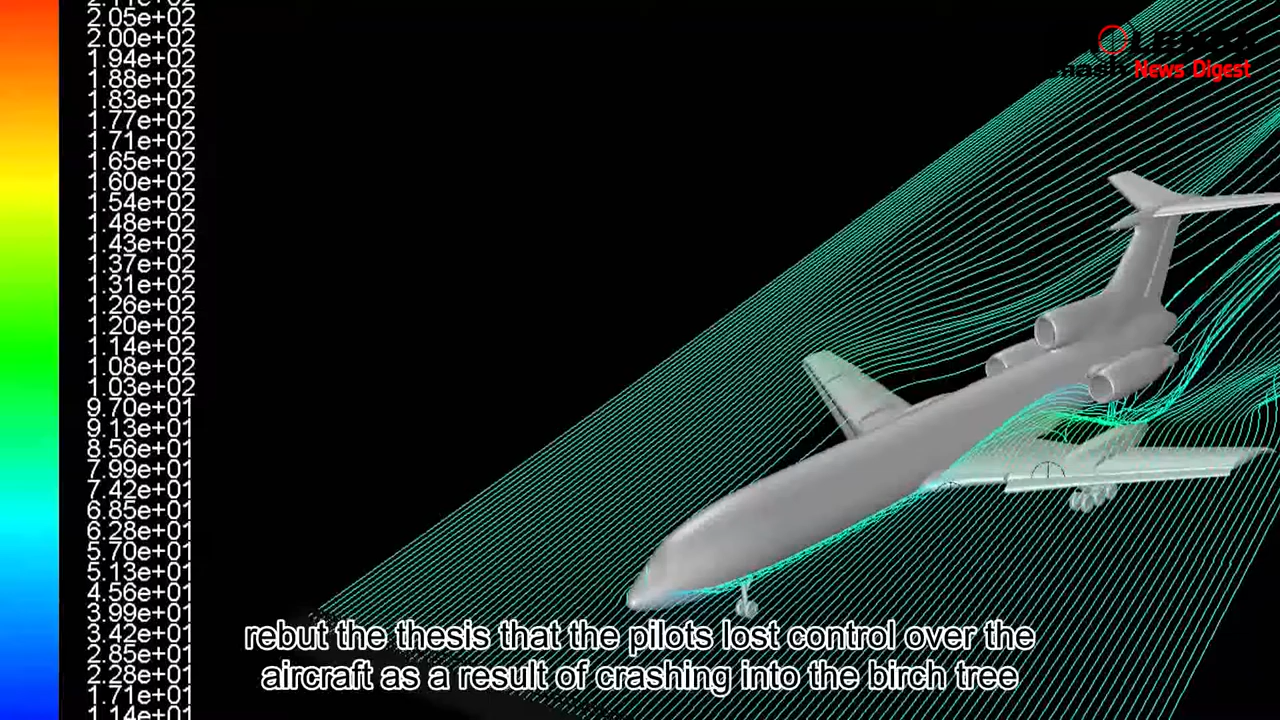 2.11e+02
2.05e+02
2.00e+02
1.94e+02
1.88e+02
1.83e+02
1.77e+02
1.71e+02
1.65e+02
1.60e+02
1.54e+02
1.48e+02
1.43e+02
1.37e+02
1.31e+02
1.26e+02
1.20e+02
1.14e+02
1.08e+02
1.03e+02
9.70e+01
9.13e+01
8.56e+01
7.99e+01
7.42e+01
6.85e+01
6.28e+01
5.70e+01
5.13e+01
4.56e+01
3.99e+01
3.42e+01
2.85e+01
2.28e+01
1.71e+01
1.14e+01
News Digest
rebut the thesis that the pilots lost control over the
aircraft as a result of crashing into the birch tree